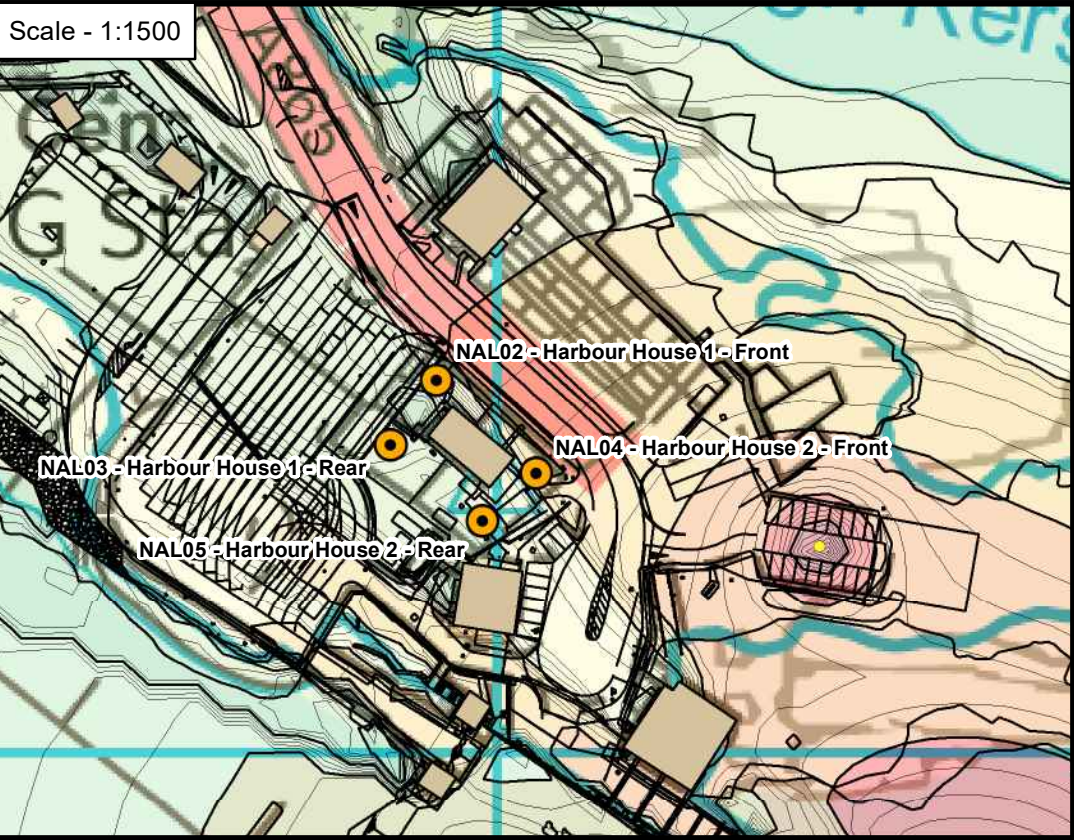 Scale - 1:1500
A865
NAL02 - Harbour House 1 - Front
NAL04 - Harbour House 2 - Front
NAL03 - Harbour House 1 - Rear
NAL05 - Harbour House 2 - Rear